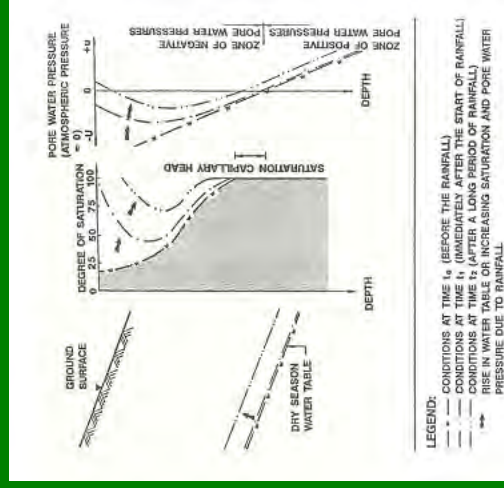 PORE WATER PRESSURE
(ATMOSPHERIC PRESSURE
= 0)
-U
0
+u
ZONE OF NEGATIVE
PORE WATER PRESSURES
ZONE OF POSITIVE
PORE WATER PRESSURES
DEPTH
DEGREE OF SATURATION
0
25
50
75
100
SATURATION CAPILLARY HEAD
DEPTH
GROUND
SURFACE
DRY SEASON
WATER TABLE
LEGEND:
CONDITIONS AT TIME t₀ (BEFORE THE RAINFALL)
CONDITIONS AT TIME t₁ (IMMEDIATELY AFTER THE START OF RAINFALL)
CONDITIONS AT TIME t₂ (AFTER A LONG PERIOD OF RAINFALL)
RISE IN WATER TABLE OR INCREASING SATURATION AND PORE WATER
PRESSURE DUE TO RAINFALL